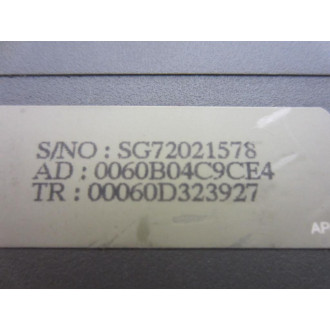 S/NO : SG72021578
AD : 0060B04C9CE4
TR : 00060D323927
AP